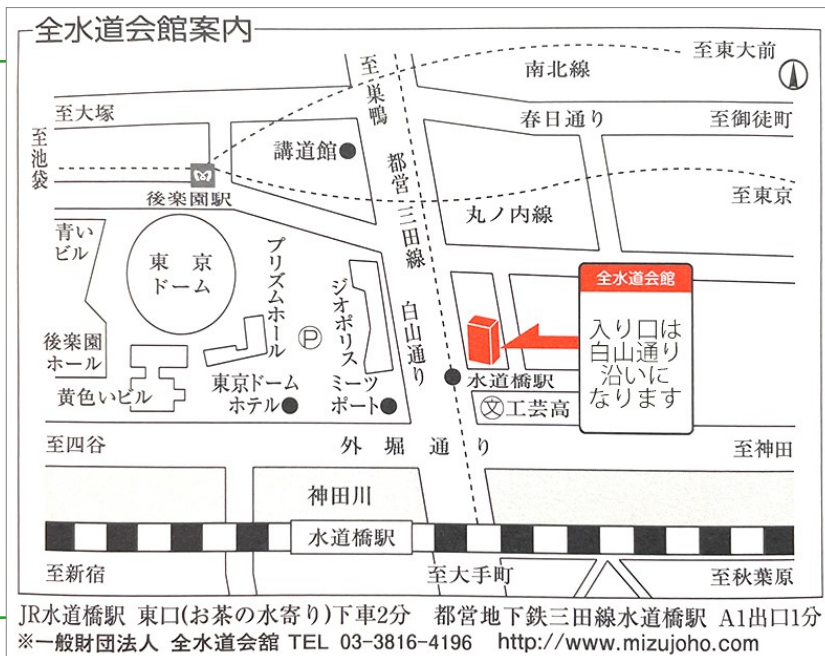 全水道会館案内
至東大前
南北線
至巣鴨
至大塚
春日通り
至御徒町
至池袋
講道館
都営三田線
後楽園駅
丸ノ内線
至東京
青い
ビル
東京
ドーム
プリズムホール
ジオポリス
白山通り
全水道会館
入り口は
白山通り
沿いに
なります
後楽園
ホール
P
黄色いビル
東京ドーム
ホテル
ミーツ
ポート
水道橋駅
文工芸高
至四谷
外堀通り
至神田
神田川
水道橋駅
至新宿
至大手町
至秋葉原
JR水道橋駅 東口(お茶の水寄り)下車2分 都営地下鉄三田線水道橋駅 A1出口1分
※一般財団法人 全水道会舘 TEL 03-3816-4196 http://www.mizujoho.com